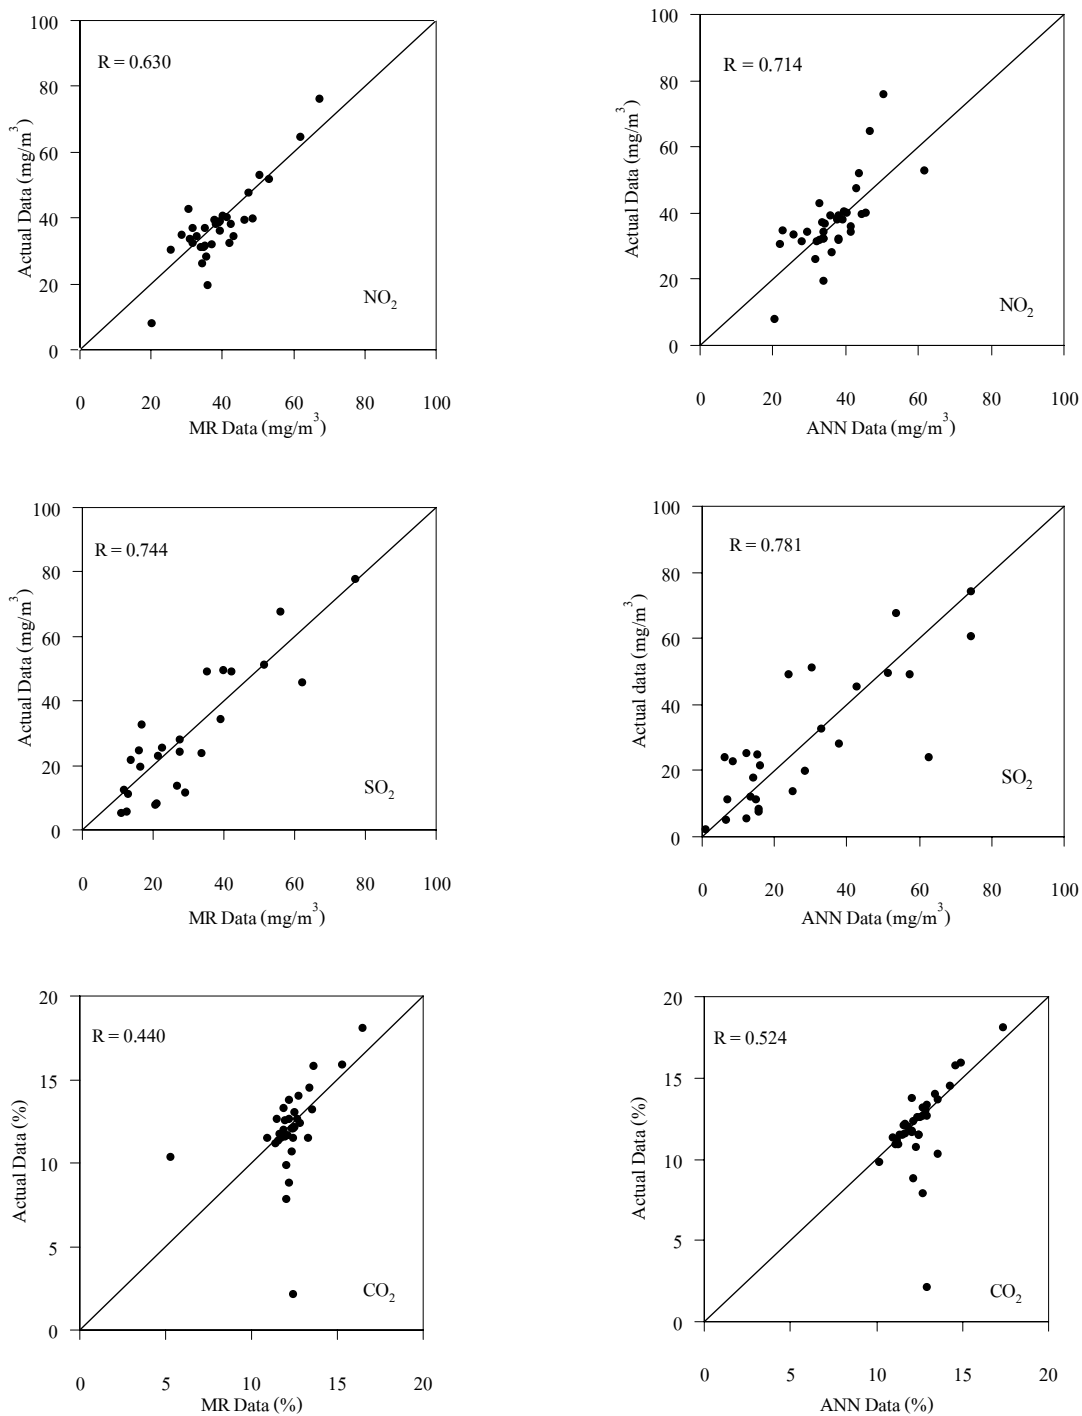 100
80
60
40
20
0
0 20 40 60 80 100
Actual Data (mg/m³)
MR Data (mg/m³)
R = 0.630
NO₂
100
80
60
40
20
0
0 20 40 60 80 100
Actual Data (mg/m³)
ANN Data (mg/m³)
R = 0.714
NO₂
100
80
60
40
20
0
0 20 40 60 80 100
Actual Data (mg/m³)
MR Data (mg/m³)
R = 0.744
SO₂
100
80
60
40
20
0
0 20 40 60 80 100
Actual data (mg/m³)
ANN Data (mg/m³)
R = 0.781
SO₂
20
15
10
5
0
0 5 10 15 20
Actual Data (%)
MR Data (%)
R = 0.440
CO₂
20
15
10
5
0
0 5 10 15 20
Actual Data (%)
ANN Data (%)
R = 0.524
CO₂